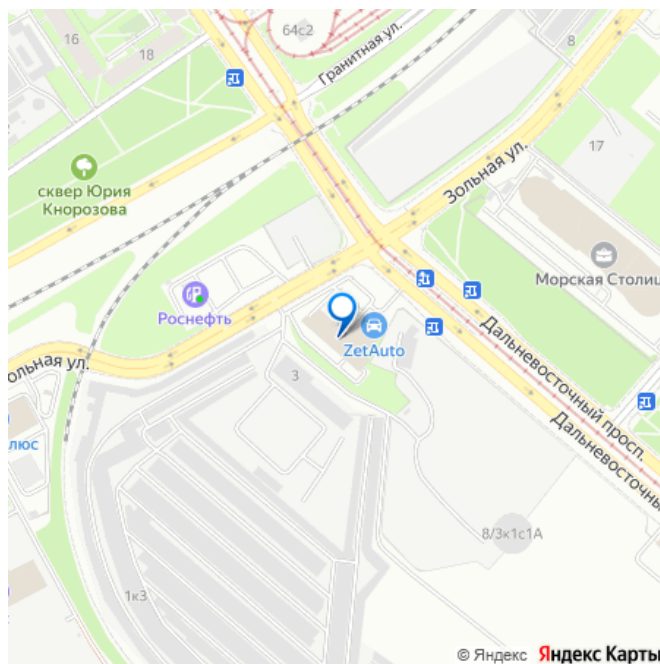 64с2
16
18
Гранитная ул.
8
сквер Юрия
Кнорозова
17
Зольная ул.
Морская Столиц
Роснефть
ZetAuto
ольная ул.
3
Дальневосточный просп.
люс
Дальневосточны
8/3к1с1А
1к3
© Яндекс Яндекс Карты